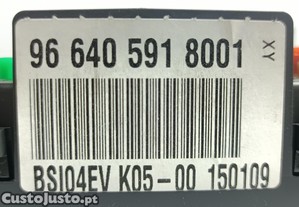 96 640 591 8001
XY
BSI04EV K05-00 150109
CustoJusto.pt